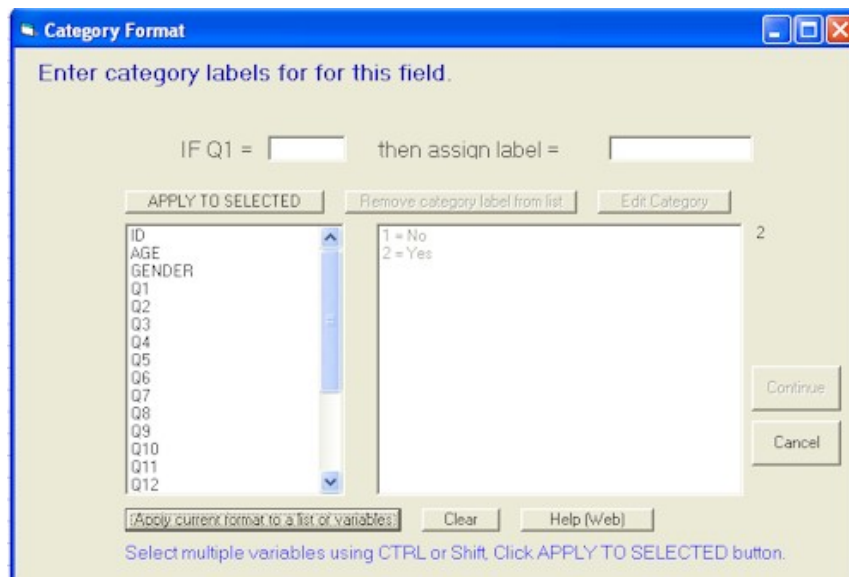 Category Format
Enter category labels for for this field.
IF Q1 = then assign label =
APPLY TO SELECTED Remove category label from list Edit Category
ID
AGE
GENDER
Q1
Q2
Q3
Q4
Q5
Q6
Q7
Q8
Q9
Q10
Q11
Q12
1 = No
2 = Yes
2
Continue
Cancel
Apply current format to a list of variables Clear Help (Web)
Select multiple variables using CTRL or Shift, Click APPLY TO SELECTED button.